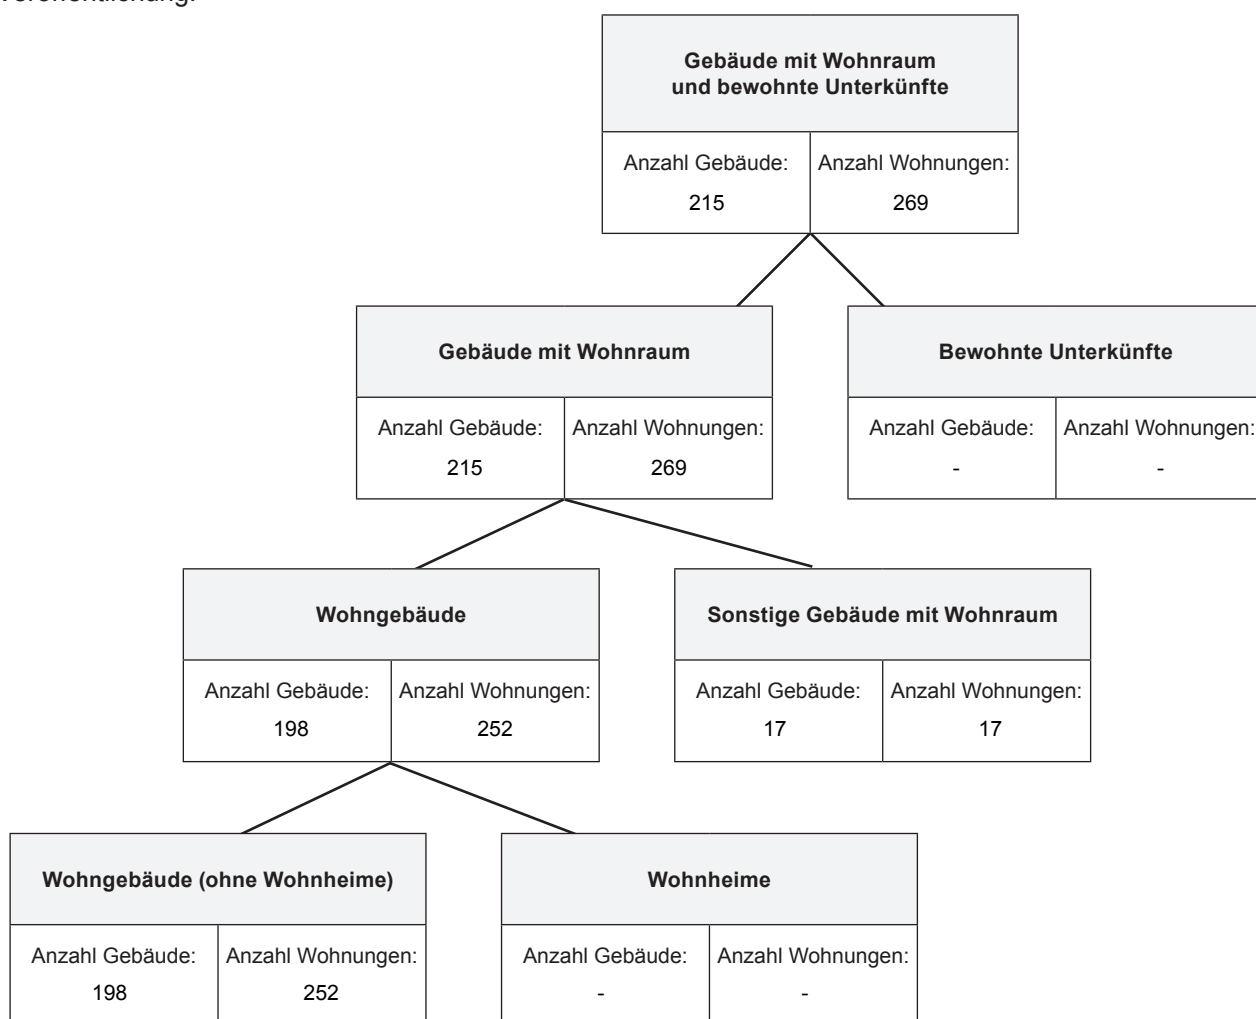 Veröffentlichung.
Gebäude mit Wohnraum
und bewohnte Unterkünfte
Anzahl Gebäude: Anzahl Wohnungen:
215 269
Gebäude mit Wohnraum
Anzahl Gebäude: Anzahl Wohnungen:
215 269
Bewohnte Unterkünfte
Anzahl Gebäude: Anzahl Wohnungen:
- -
Wohngebäude
Anzahl Gebäude: Anzahl Wohnungen:
198 252
Sonstige Gebäude mit Wohnraum
Anzahl Gebäude: Anzahl Wohnungen:
17 17
Wohngebäude (ohne Wohnheime)
Anzahl Gebäude: Anzahl Wohnungen:
198 252
Wohnheime
Anzahl Gebäude: Anzahl Wohnungen:
- -